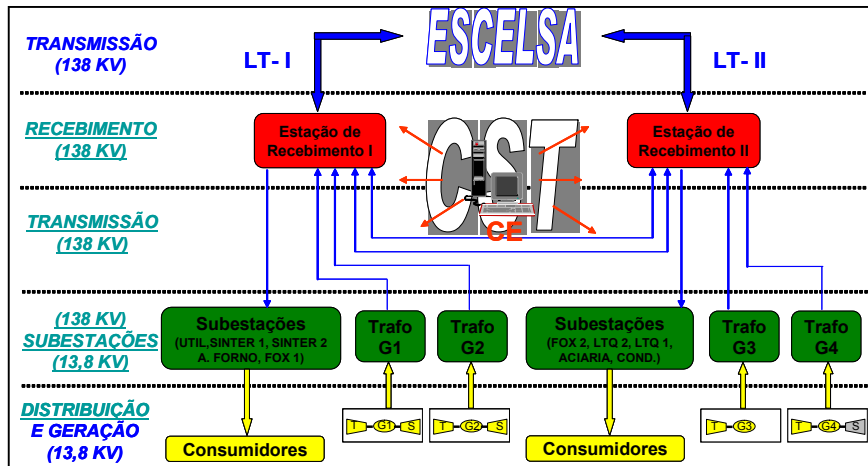 TRANSMISSÃO
(138 KV)
LT- I
ESCELSA
LT- II
RECEBIMENTO
(138 KV)
Estação de
Recebimento I
CST
CE
Estação de
Recebimento II
TRANSMISSÃO
(138 KV)
(138 KV)
SUBESTAÇÕES
(13,8 KV)
Subestações
(UTIL,SINTER 1, SINTER 2
A. FORNO, FOX 1)
Trafo
G1
Trafo
G2
Subestações
(FOX 2, LTQ 2, LTQ 1,
ACIARIA, COND.)
Trafo
G3
Trafo
G4
DISTRIBUIÇÃO
E GERAÇÃO
(13,8 KV)
Consumidores
T G1 S
T G2 S
Consumidores
T G3
T G4 S